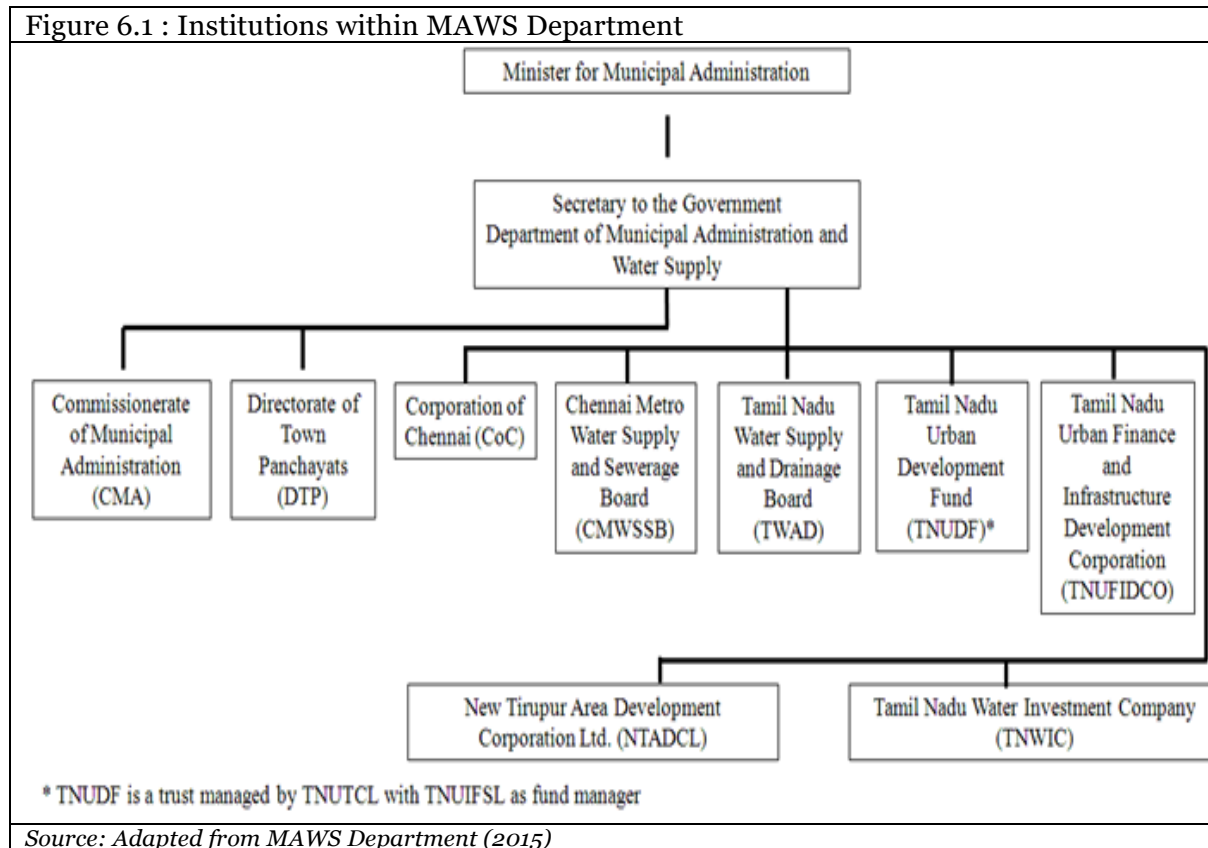 Figure 6.1 : Institutions within MAWS Department
Minister for Municipal Administration
Secretary to the Government
Department of Municipal Administration and
Water Supply
Commissionerate
of Municipal
Administration
(CMA)
Directorate of
Town
Panchayats
(DTP)
Corporation of
Chennai (CoC)
Chennai Metro
Water Supply
and Sewerage
Board
(CMWSSB)
Tamil Nadu
Water Supply
and Drainage
Board
(TWAD)
Tamil Nadu
Urban
Development
Fund
(TNUDF)*
Tamil Nadu
Urban Finance
and
Infrastructure
Development
Corporation
(TNUFIDCO)
New Tirupur Area Development
Corporation Ltd. (NTADCL)
Tamil Nadu Water Investment Company
(TNWIC)
* TNUDF is a trust managed by TNUTCL with TNUIFSL as fund manager
Source: Adapted from MAWS Department (2015)